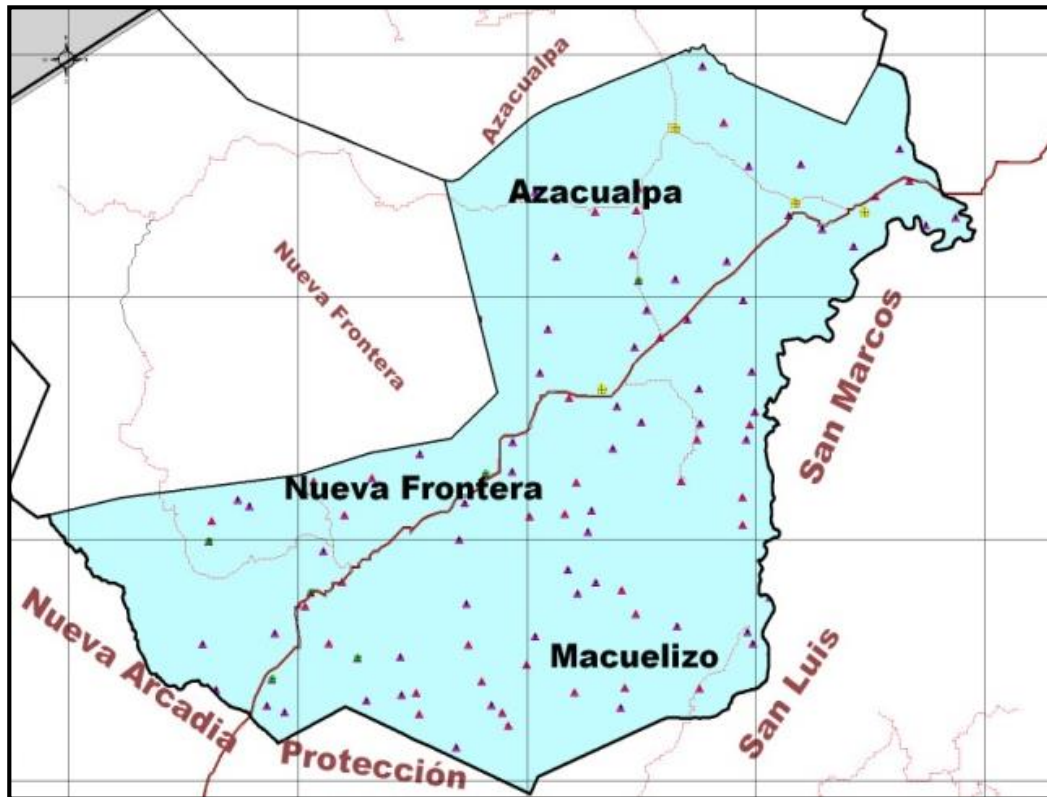 Azacualpa
Azacualpa
Nueva Frontera
San Marcos
Nueva Frontera
Nueva Arcadia
Macuelizo
San Luis
Protección